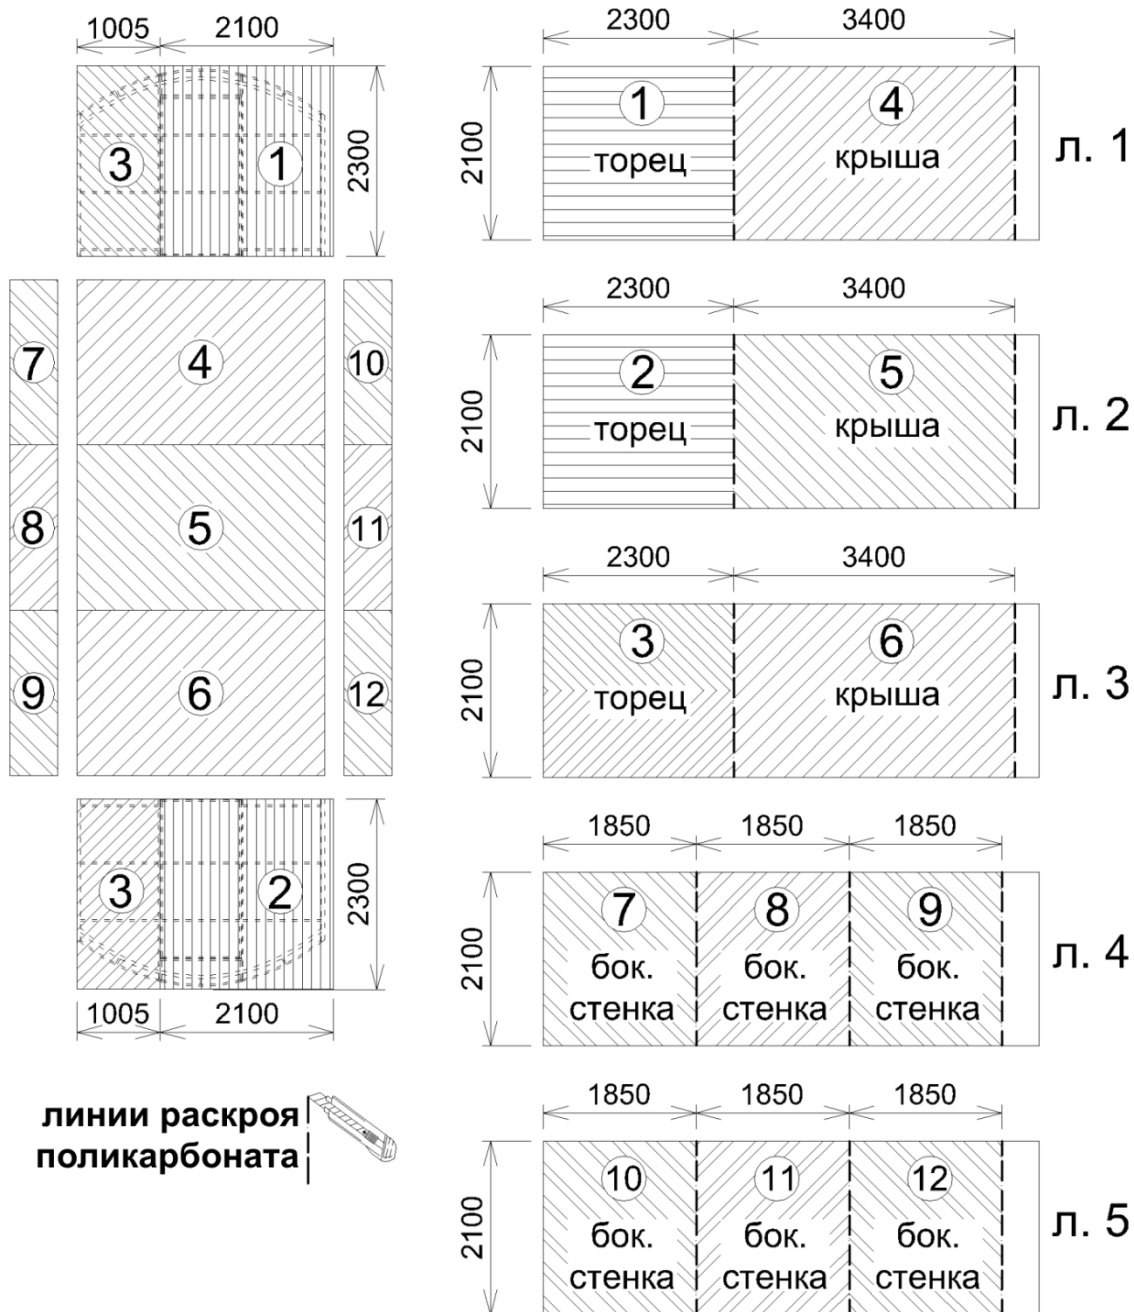 1005 2100
3 1 2300
7 4 10
8 5 11
9 6 12
3 2 2300
1005 2100
линии раскроя
поликарбоната
2300 3400
2100 1 4 л. 1
торец крыша
2300 3400
2100 2 5 л. 2
торец крыша
2300 3400
2100 3 6 л. 3
торец крыша
1850 1850 1850
2100 7 8 9 л. 4
бок. бок. бок.
стенка стенка стенка
1850 1850 1850
2100 10 11 12 л. 5
бок. бок. бок.
стенка стенка стенка